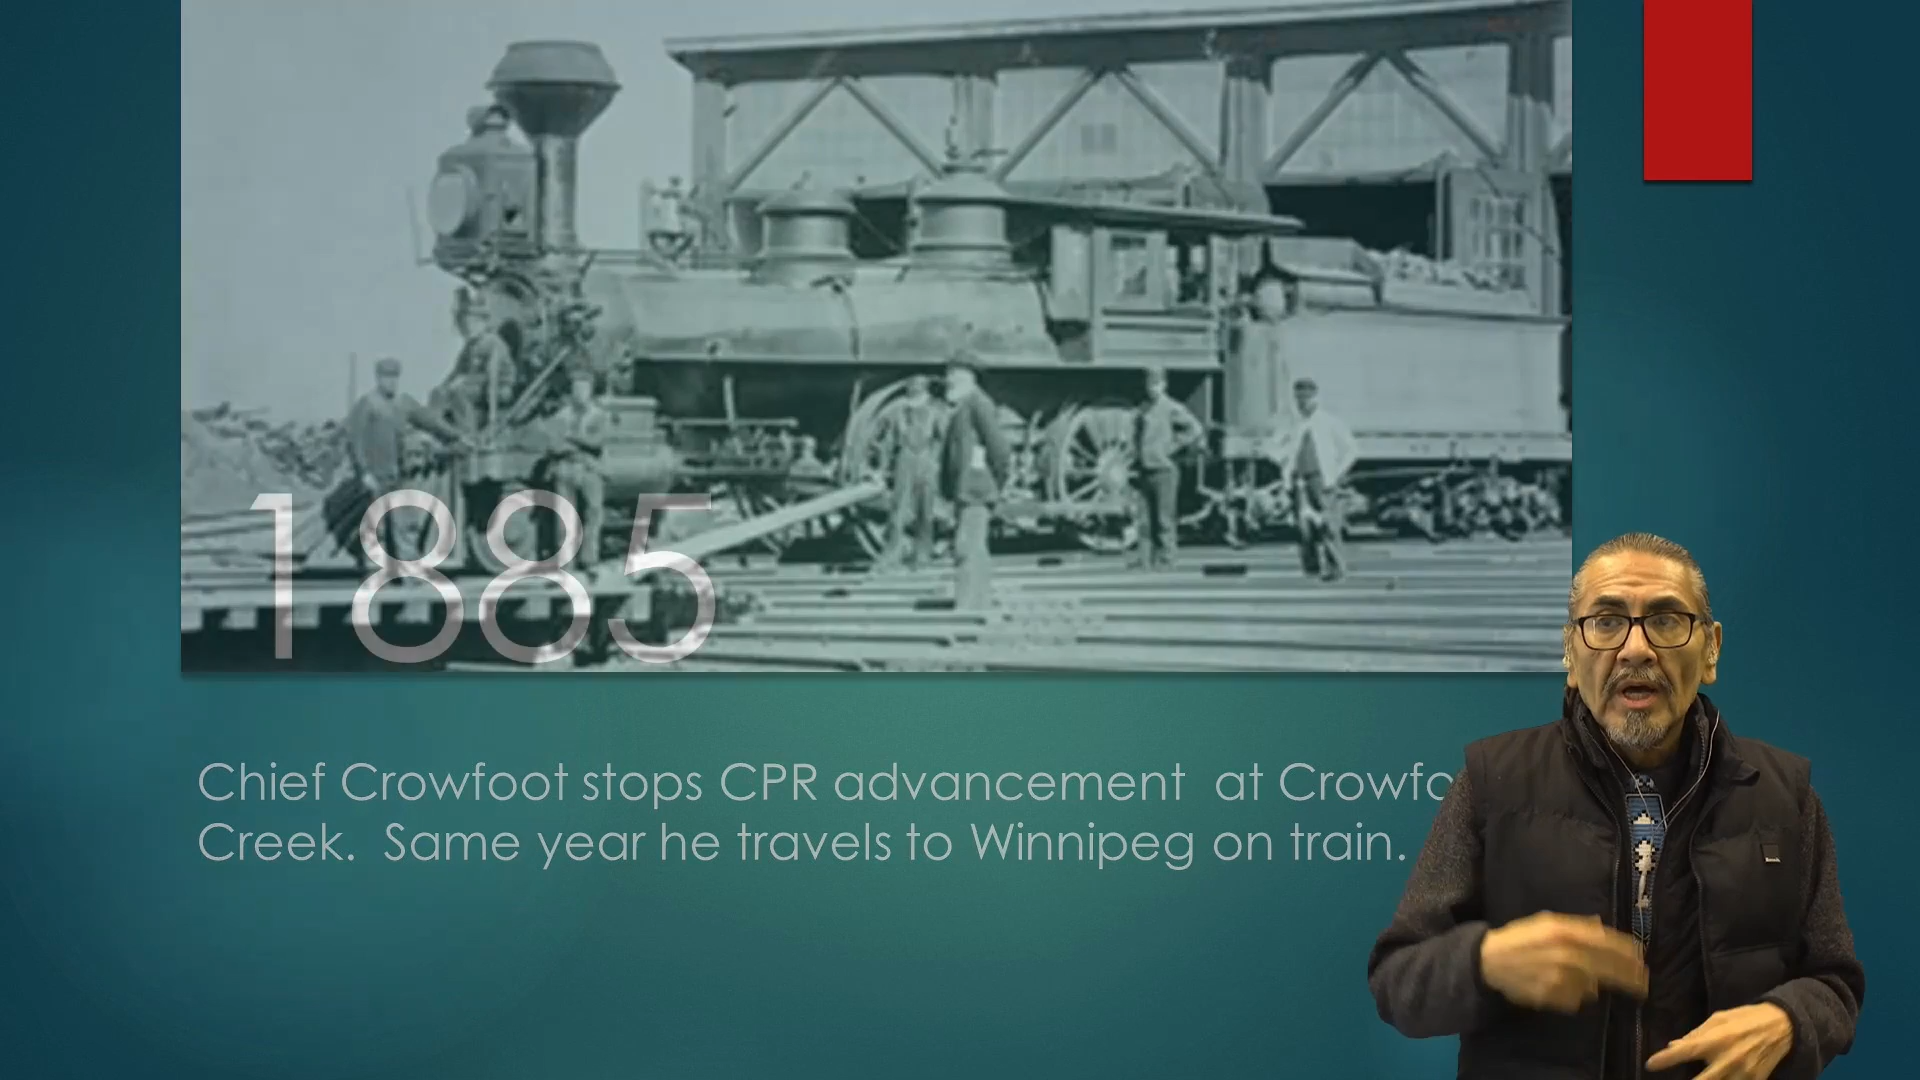 1885
Chief Crowfoot stops CPR advancement at
Creek. Same year he travels to Winnipeg on train.